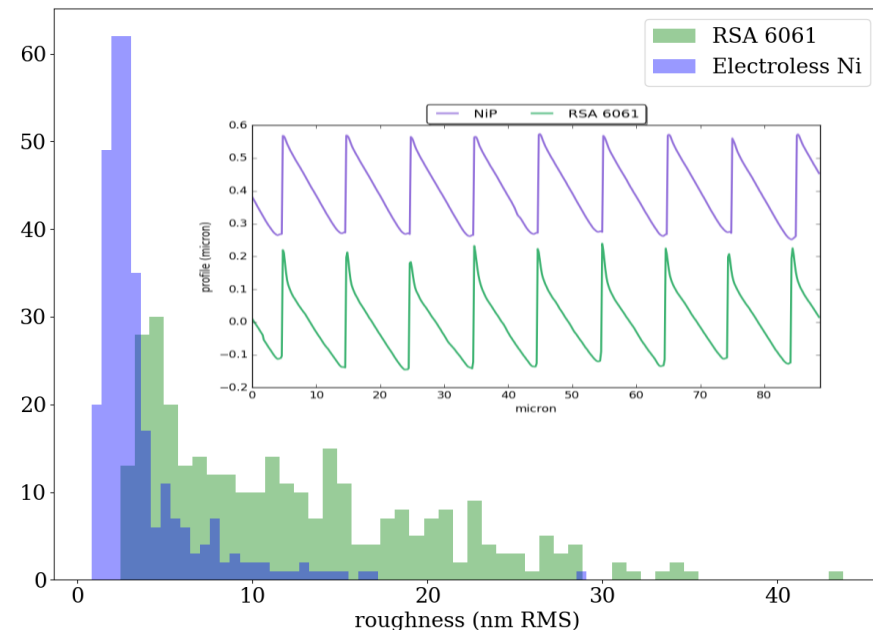 RSA 6061
Electroless Ni
60
50
40
30
20
10
0
0 10 20 30 40
roughness (nm RMS)
NiP RSA 6061
0.6
0.5
0.4
0.3
0.2
0.1
0.0
−0.1
−0.2
profile (micron)
0 10 20 30 40 50 60 70 80
micron